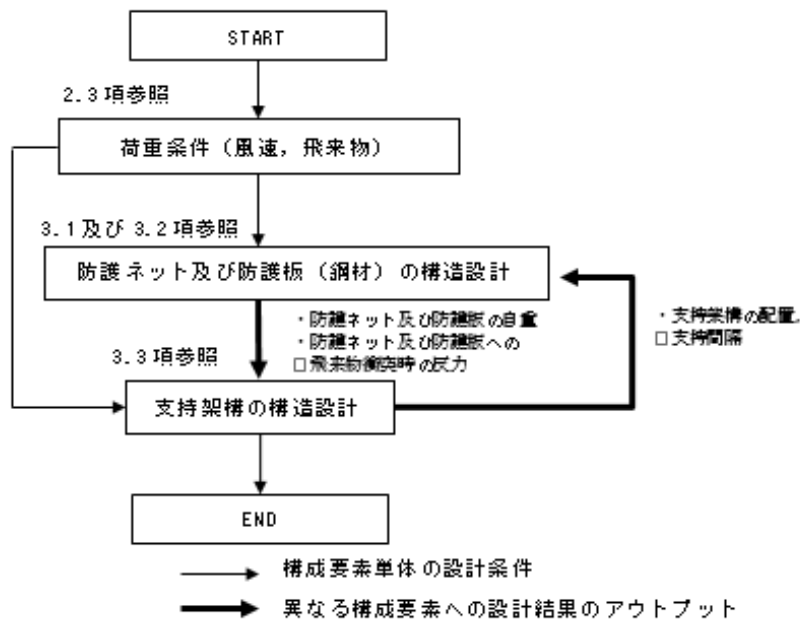 START
2.3項参照
荷重条件（風速，飛来物）
3.1及び3.2項参照
防護ネット及び防護板（鋼材）の構造設計
・防護ネット及び防護板の自重
・防護ネット及び防護板への
□飛来物衝突時の反力
・支持架構の配置，
□支持間隔
3.3項参照
支持架構の構造設計
END
構成要素単体の設計条件
異なる構成要素への設計結果のアウトプット